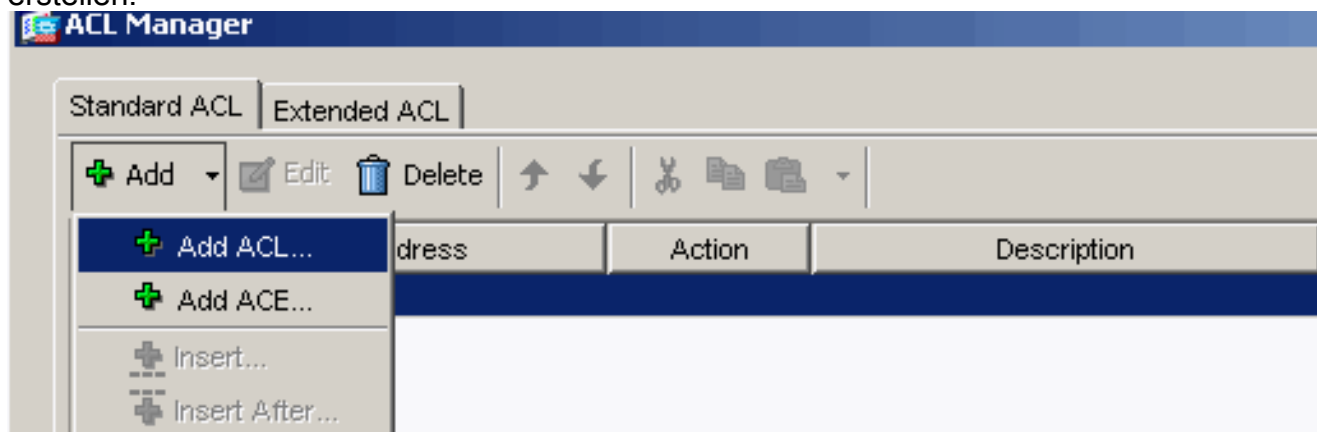 erstellen.
ACL Manager
Standard ACL Extended ACL
Add Edit Delete
dress Action Description
Add ACL...
Add ACE...
Insert...
Insert After...